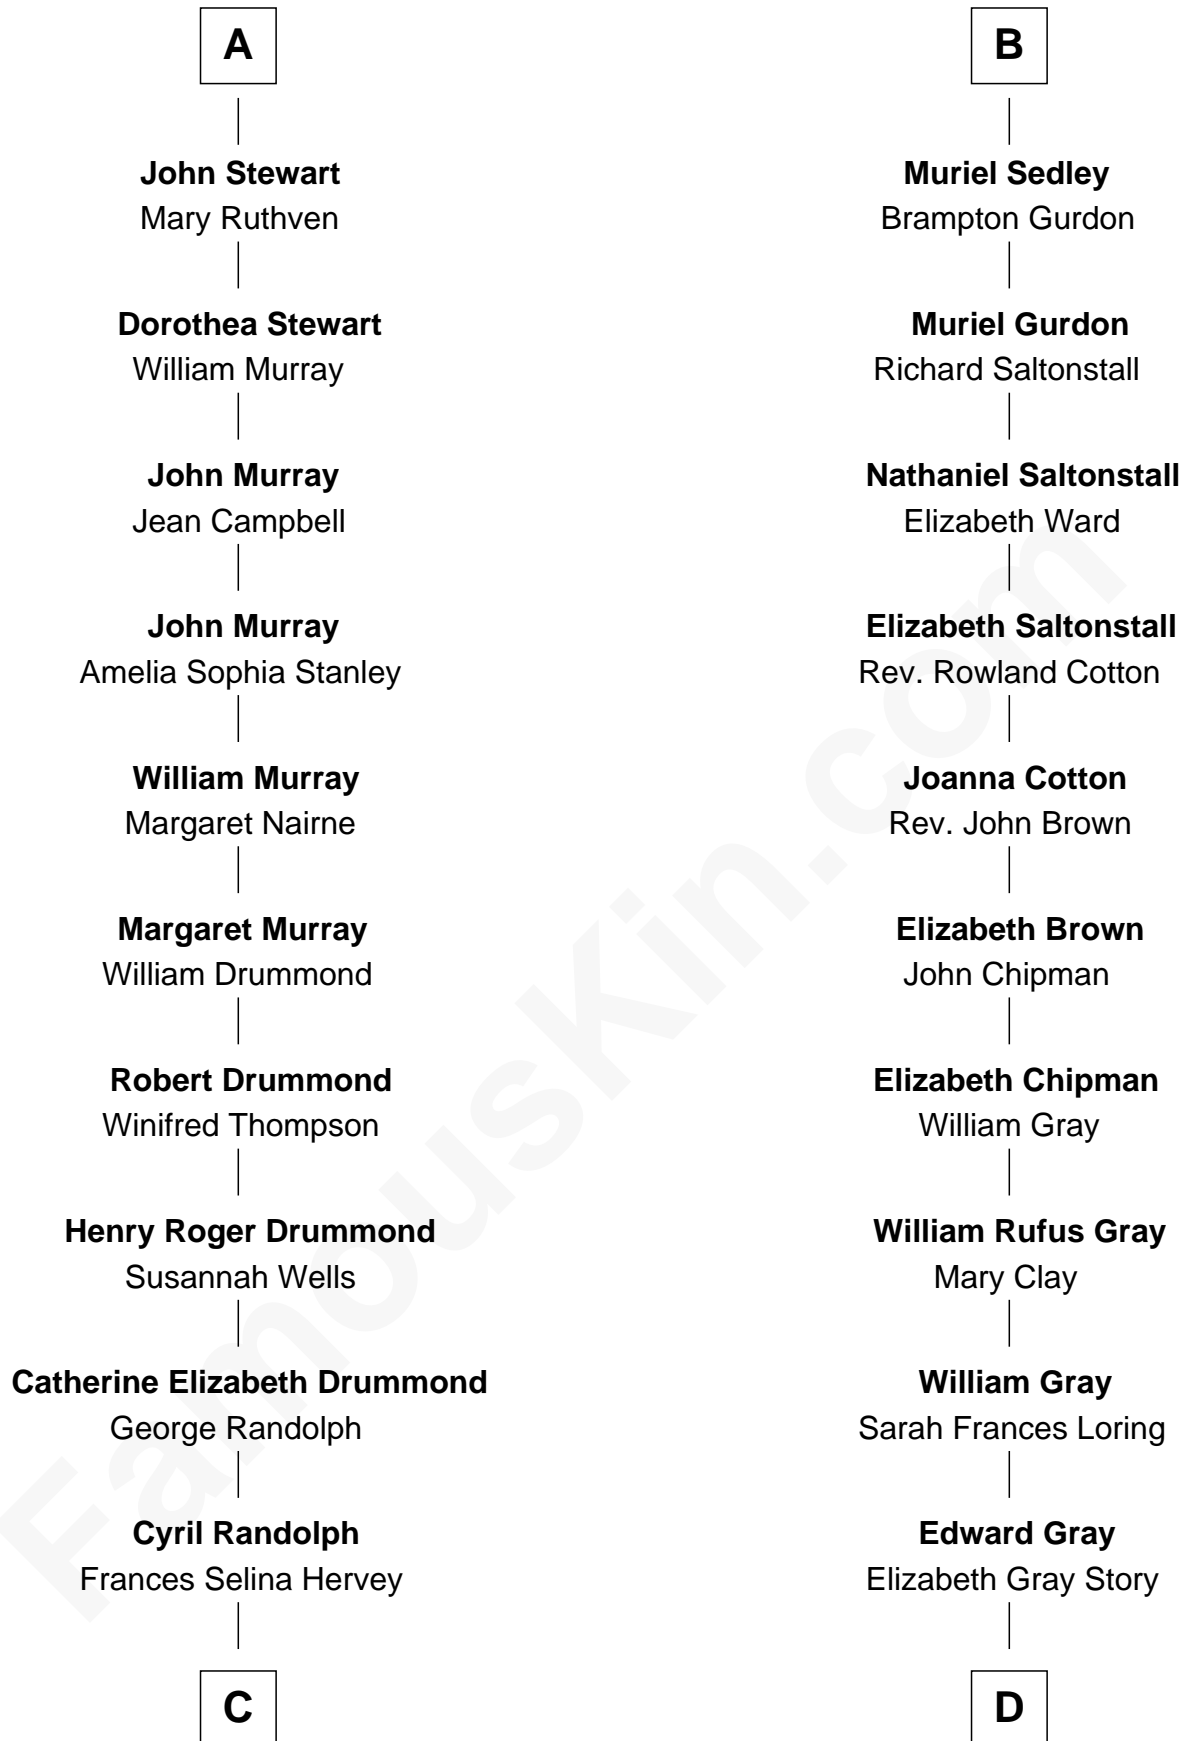 A
John Stewart
Mary Ruthven
Dorothea Stewart
William Murray
John Murray
Jean Campbell
John Murray
Amelia Sophia Stanley
William Murray
Margaret Nairne
Margaret Murray
William Drummond
Robert Drummond
Winifred Thompson
Henry Roger Drummond
Susannah Wells
Catherine Elizabeth Drummond
George Randolph
Cyril Randolph
Frances Selina Hervey
C
B
Muriel Sedley
Brampton Gurdon
Muriel Gurdon
Richard Saltonstall
Nathaniel Saltonstall
Elizabeth Ward
Elizabeth Saltonstall
Rev. Rowland Cotton
Joanna Cotton
Rev. John Brown
Elizabeth Brown
John Chipman
Elizabeth Chipman
William Gray
William Rufus Gray
Mary Clay
William Gray
Sarah Frances Loring
Edward Gray
Elizabeth Gray Story
D
FamousKin.com